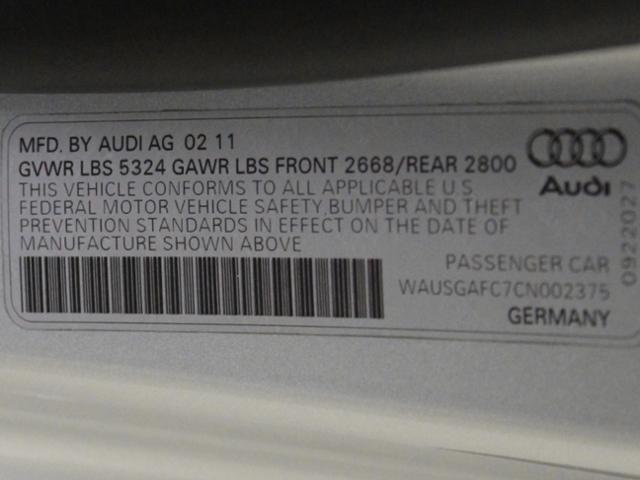 MFD. BY AUDI AG 02 11
GVWR LBS 5324 GAWR LBS FRONT 2668/REAR 2800
THIS VEHICLE CONFORMS TO ALL APPLICABLE U.S.
FEDERAL MOTOR VEHICLE SAFETY,BUMPER AND THEFT
PREVENTION STANDARDS IN EFFECT ON THE DATE OF
MANUFACTURE SHOWN ABOVE
Audi
PASSENGER CAR
WAUSGAFC7CN002375
GERMANY
0922027